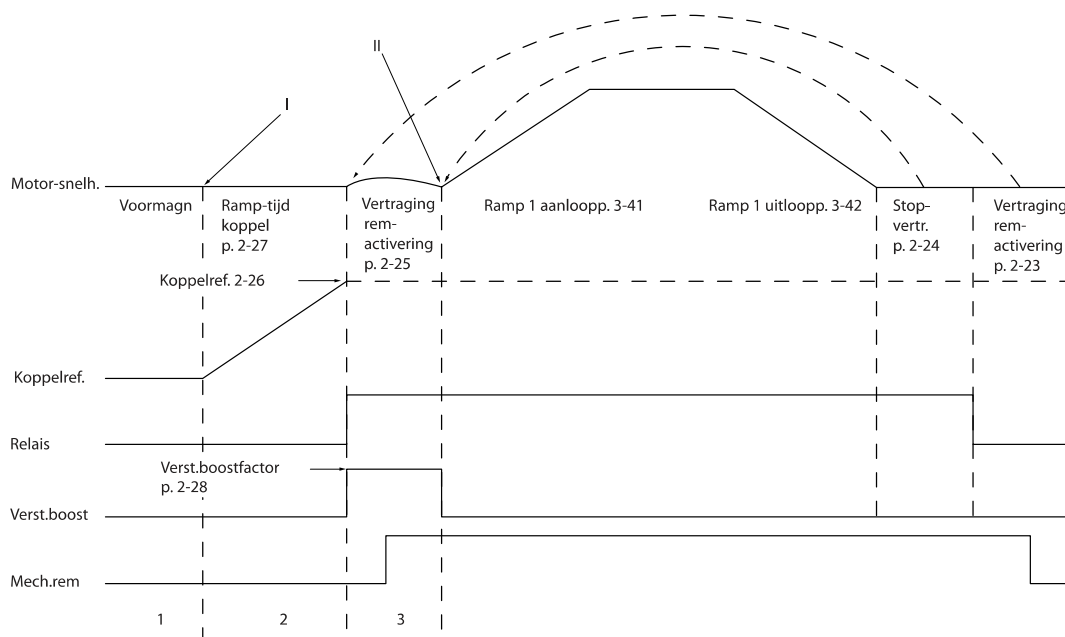 II
I
Motor-snelh.
Voormagn
Ramp-tijd
koppel
p. 2-27
Vertraging
rem-
activering
p. 2-25
Ramp 1 aanloopp. 3-41
Ramp 1 uitloopp. 3-42
Stop-
vertr.
p. 2-24
Vertraging
rem-
activering
p. 2-23
Koppelref. 2-26
Koppelref.
Relais
Verst.boostfactor
p. 2-28
Verst.boost
Mech.rem
1
2
3